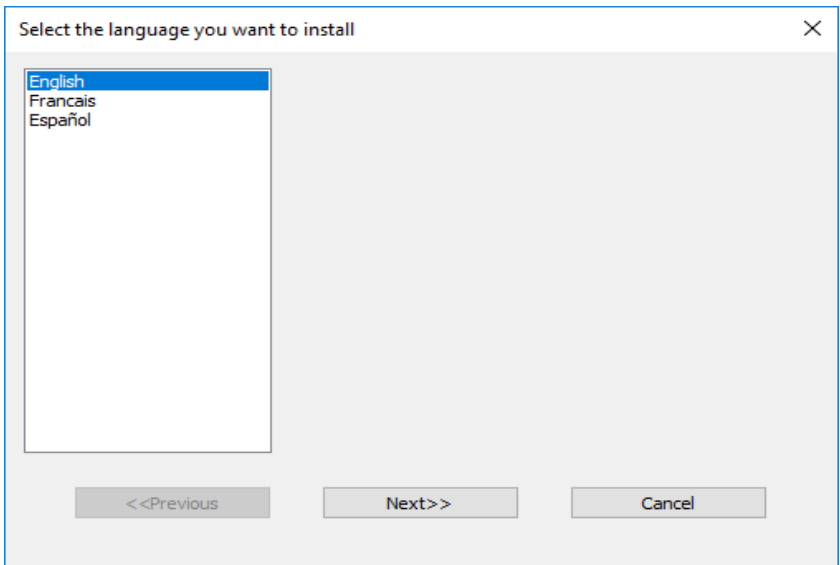 Select the language you want to install
English
Francais
Español
<<Previous
Next>>
Cancel